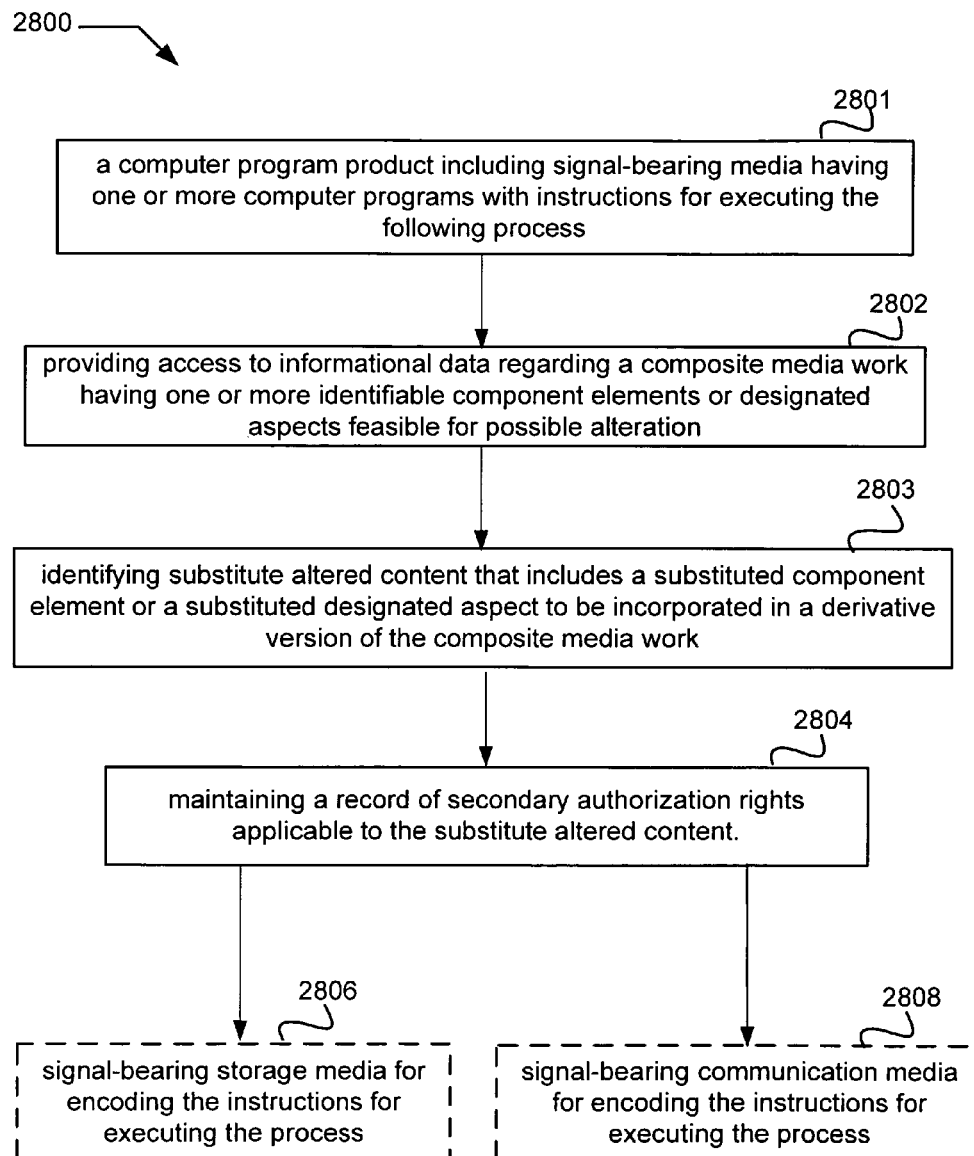 2800
2801
a computer program product including signal-bearing media having
one or more computer programs with instructions for executing the
following process
2802
providing access to informational data regarding a composite media work
having one or more identifiable component elements or designated
aspects feasible for possible alteration
2803
identifying substitute altered content that includes a substituted component
element or a substituted designated aspect to be incorporated in a derivative
version of the composite media work
2804
maintaining a record of secondary authorization rights
applicable to the substitute altered content.
2806
signal-bearing storage media for
encoding the instructions for
executing the process
2808
signal-bearing communication media
for encoding the instructions for
executing the process